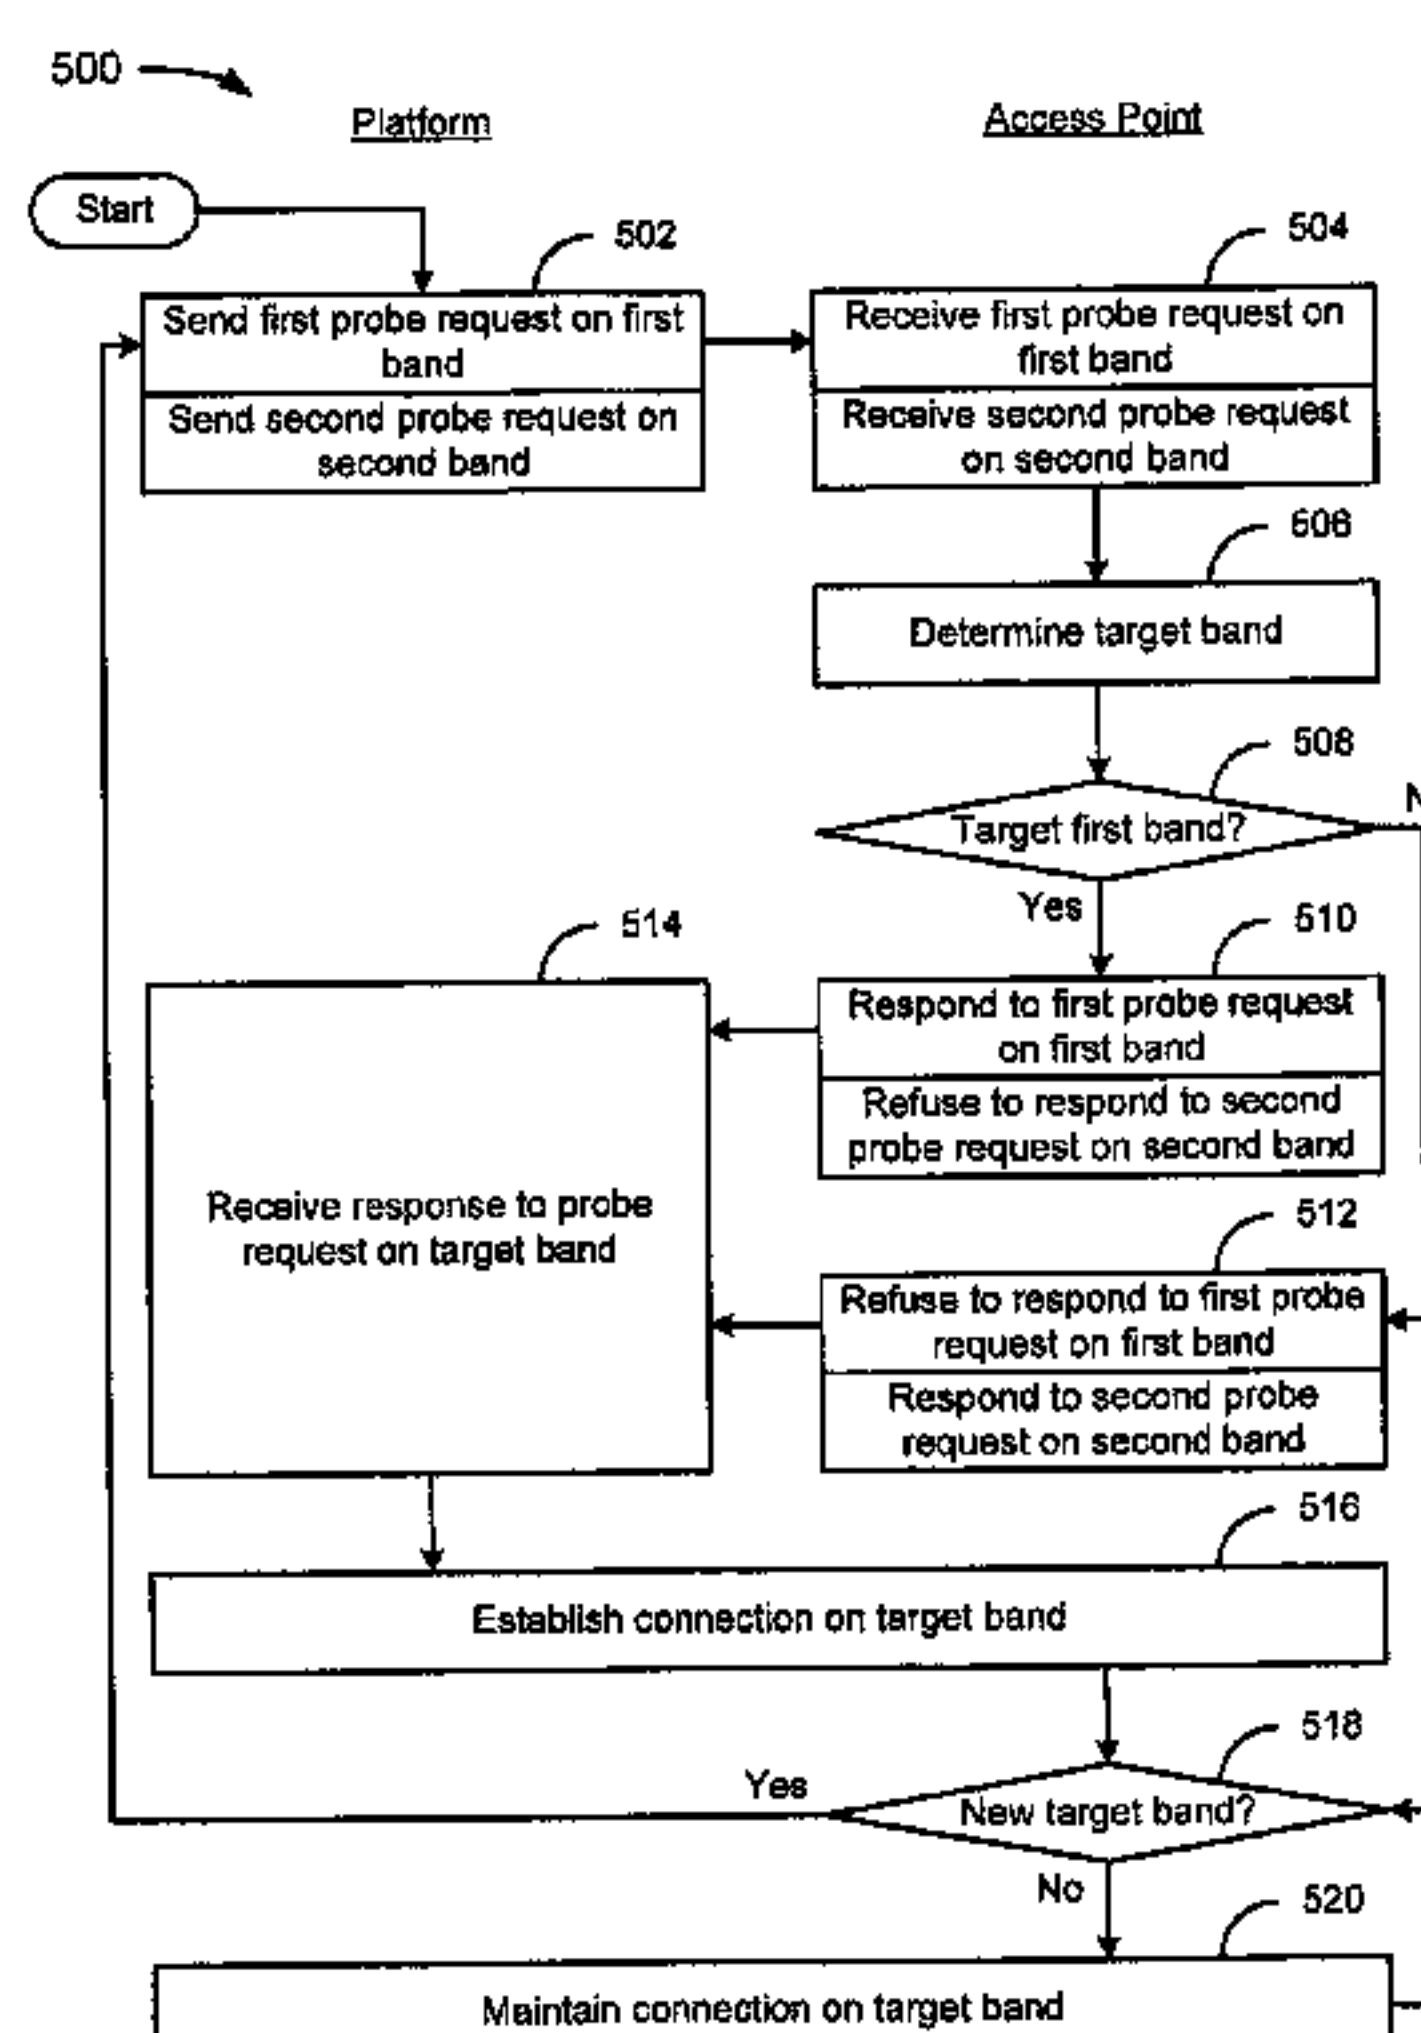 500
Platform
Access Point
Start
502
504
Send first probe request on first
band
Send second probe request on
second band
Receive first probe request on
first band
Receive second probe request
on second band
506
Determine target band
508
Target first band?
Yes
514
510
Respond to first probe request
on first band
Refuse to respond to second
probe request on second band
Receive response to probe
request on target band
512
Refuse to respond to first probe
request on first band
Respond to second probe
request on second band
516
Establish connection on target band
518
Yes
New target band?
No
520
Maintain connection on target band